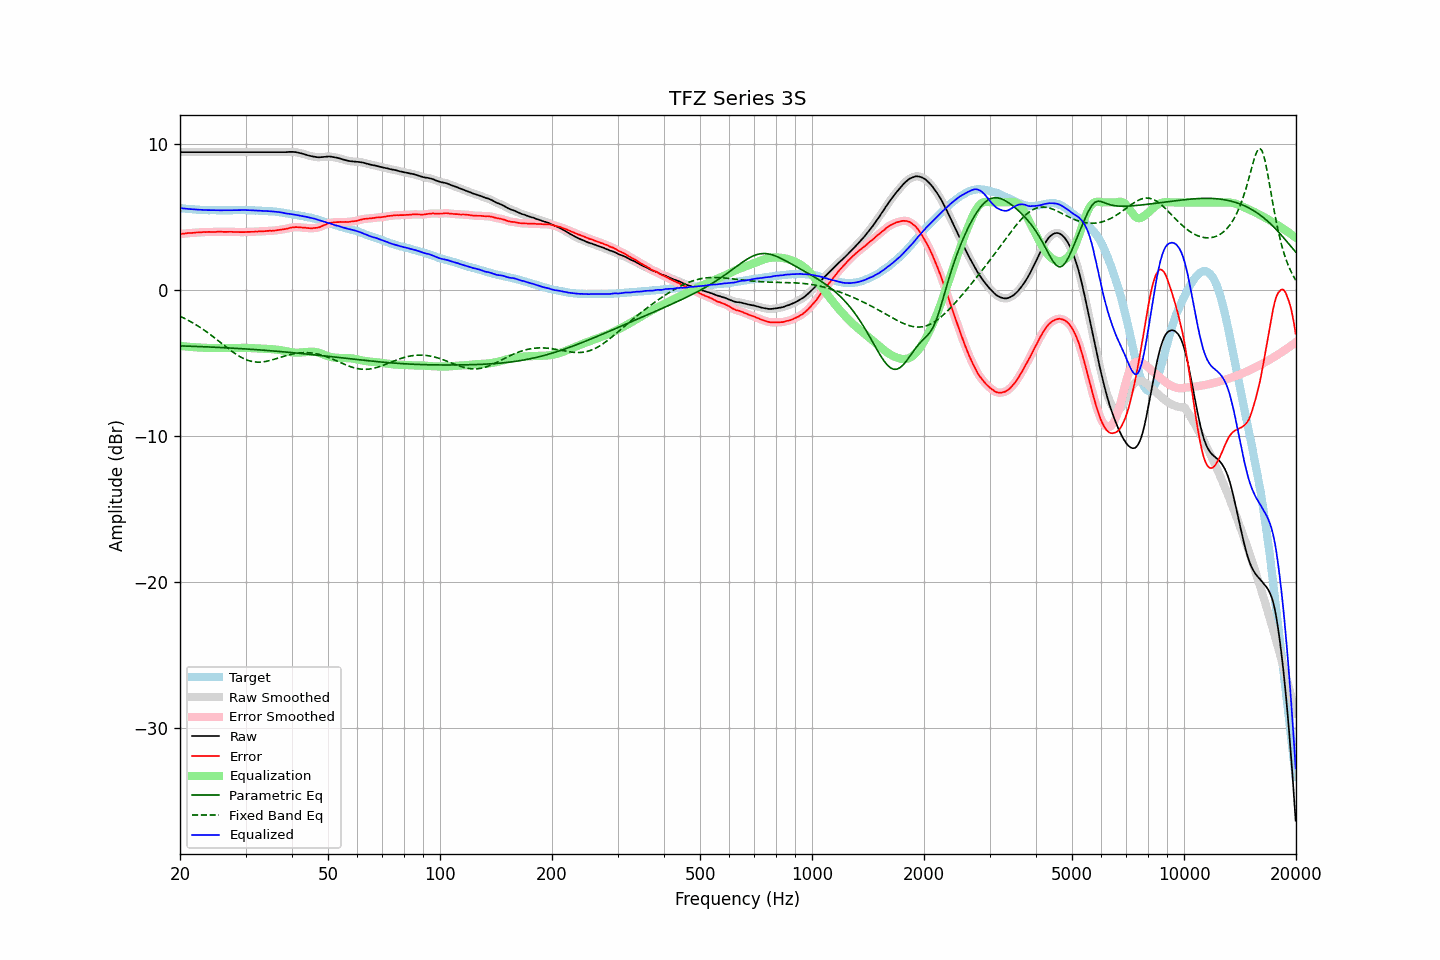 TFZ Series 3S
Amplitude (dBr)
10
0
−10
−20
−30
Target
Raw Smoothed
Error Smoothed
Raw
Error
Equalization
Parametric Eq
Fixed Band Eq
Equalized
20 50 100 200 500 1000 2000 5000 10000 20000
Frequency (Hz)